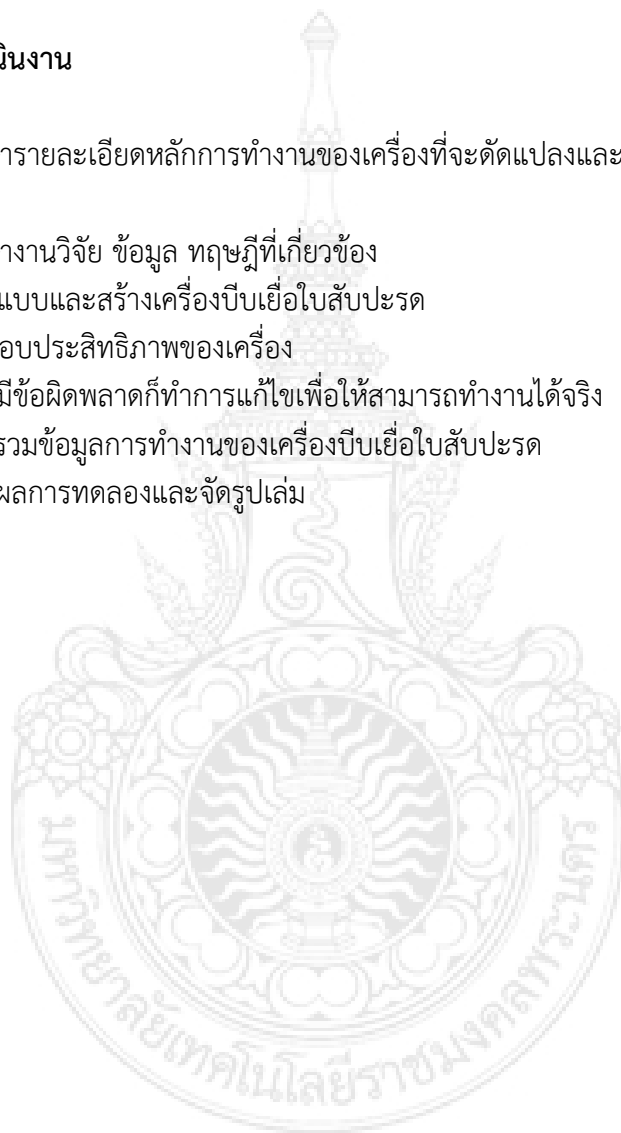 นินงาน
ารายละเอียดหลักการทำงานของเครื่องที่จะดัดแปลงและ
างานวิจัย ข้อมูล ทฤษฎีที่เกี่ยวข้อง
แบบและสร้างเครื่องบีบเยื่อใบสับปะรด
อบประสิทธิภาพของเครื่อง
มีข้อผิดพลาดก็ทำการแก้ไขเพื่อให้สามารถทำงานได้จริง
รวมข้อมูลการทำงานของเครื่องบีบเยื่อใบสับปะรด
ผลการทดลองและจัดรูปเล่ม
มหาวิทยาลัยเทคโนโลยีราชมงคลพระนคร